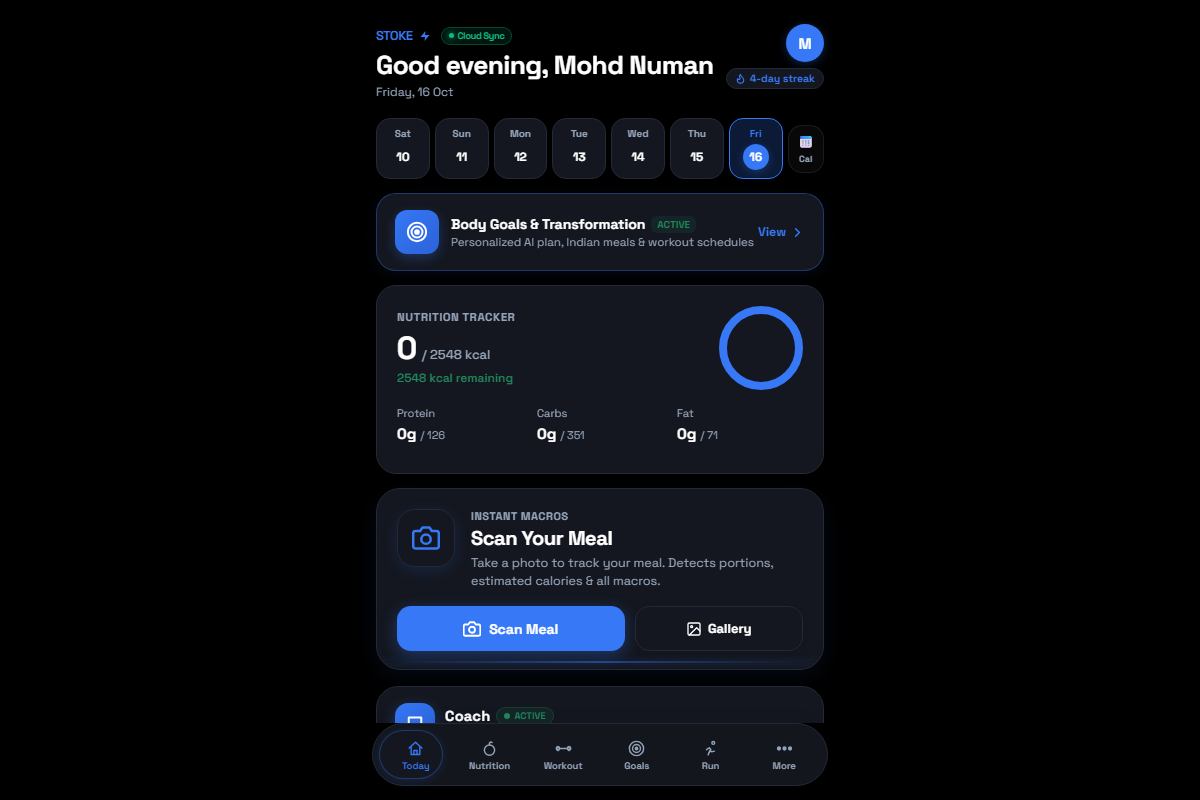 STOKE
Cloud Sync
M
Good evening, Mohd Numan
4-day streak
Friday, 16 Oct
Sat Sun Mon Tue Wed Thu Fri
10 11 12 13 14 15 16
Cal
Body Goals & Transformation ACTIVE
Personalized AI plan, Indian meals & workout schedules
View
NUTRITION TRACKER
0 / 2548 kcal
2548 kcal remaining
Protein Carbs Fat
0g / 126 0g / 351 0g / 71
INSTANT MACROS
Scan Your Meal
Take a photo to track your meal. Detects portions,
estimated calories & all macros.
Scan Meal Gallery
Coach ACTIVE
Today Nutrition Workout Goals Run More